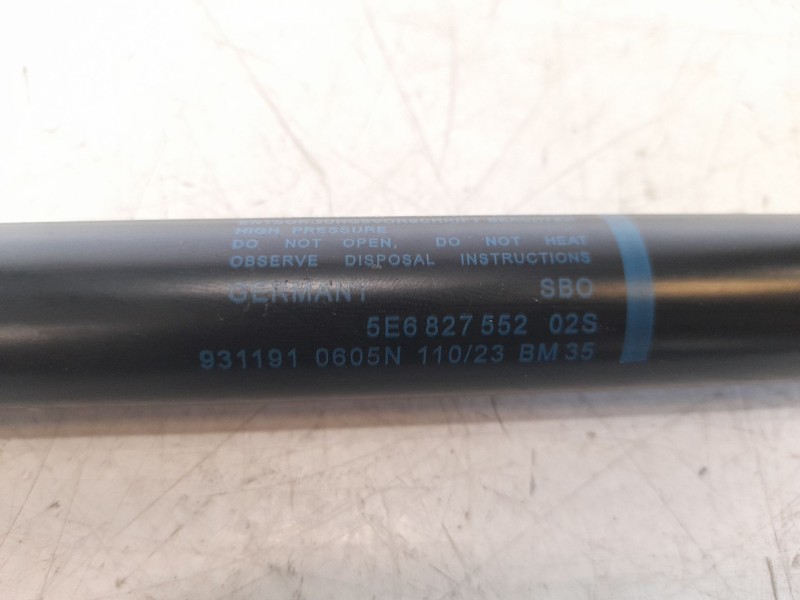 HIGH PRESSURE
DO NOT OPEN, DO NOT HEAT
OBSERVE DISPOSAL INSTRUCTIONS
GERMANY SBO
5E6 827 552 02S
931191 0605N 110/23 BM 35